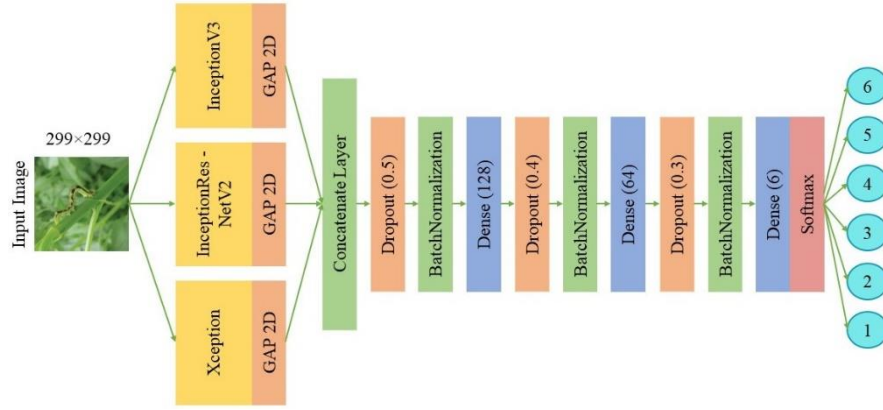 Input Image
299×299
InceptionV3
GAP 2D
InceptionRes -
NetV2
GAP 2D
Xception
GAP 2D
Concatenate Layer
Dropout (0.5)
BatchNormalization
Dense (128)
Dropout (0.4)
BatchNormalization
Dense (64)
Dropout (0.3)
BatchNormalization
Dense (6)
Softmax
6
5
4
3
2
1